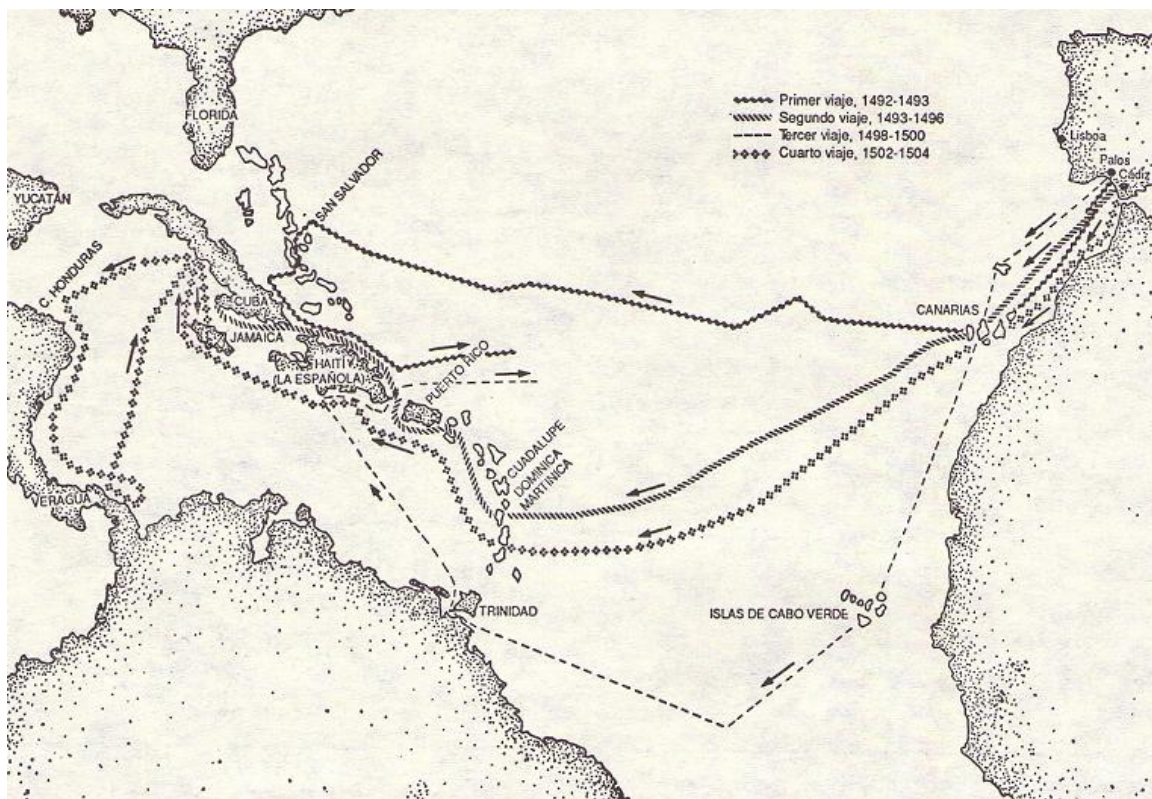 Primer viaje, 1492-1493
Segundo viaje, 1493-1496
Tercer viaje, 1498-1500
Cuarto viaje, 1502-1504
FLORIDA
Lisboa
Palos
Cádiz
YUCATÁN
SAN SALVADOR
C. HONDURAS
CUBA
CANARIAS
JAMAICA
HAITÍ Y
(LA ESPAÑOLA)
PUERTO RICO
GUADALUPE
DOMINICA
MARTINICA
ERAGUA
TRINIDAD
ISLAS DE CABO VERDE